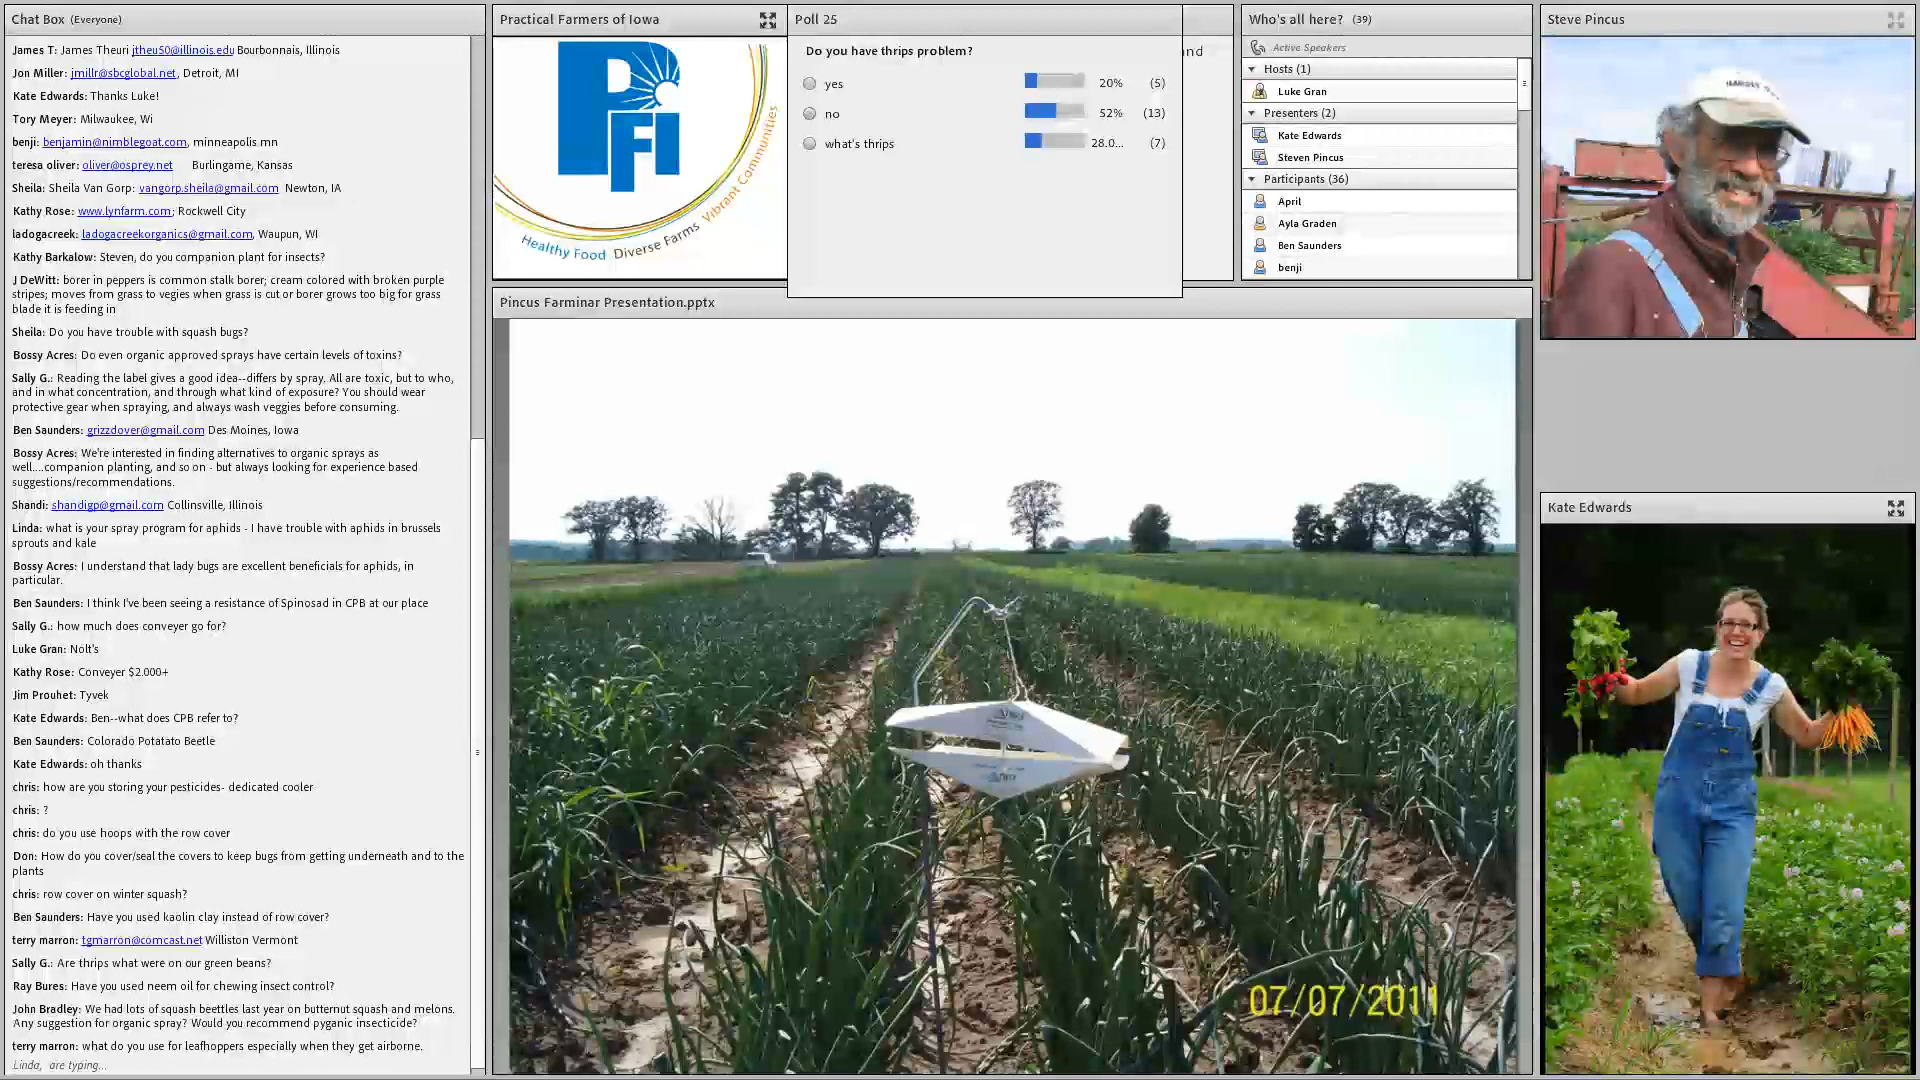 Chat Box (Everyone)
James T: James Theuri jtheu50@illinois.edu Bourbonnais, Illinois
Jon Miller: jmillr@sbcglobal.net, Detroit, MI
Kate Edwards: Thanks Luke!
Tory Meyer: Milwaukee, Wi
benji: benjamin@nimblegoat.com, minneapolis mn
teresa oliver: oliver@osprey.net Burlingame, Kansas
Sheila: Sheila Van Gorp: vangorp.sheila@gmail.com Newton, IA
Kathy Rose: www.lynfarm.com; Rockwell City
ladogacreek: ladogacreekorganics@gmail.com, Waupun, WI
Kathy Barkalow: Steven, do you companion plant for insects?
J DeWitt: borer in peppers is common stalk borer; cream colored with broken purple
stripes; moves from grass to vegies when grass is cut or borer grows too big for grass
blade it is feeding in
Sheila: Do you have trouble with squash bugs?
Bossy Acres: Do even organic approved sprays have certain levels of toxins?
Sally G.: Reading the label gives a good idea--differs by spray. All are toxic, but to who,
and in what concentration, and through what kind of exposure? You should wear
protective gear when spraying, and always wash veggies before consuming.
Ben Saunders: grizzdover@gmail.com Des Moines, Iowa
Bossy Acres: We're interested in finding alternatives to organic sprays as
well....companion planting, and so on - but always looking for experience based
suggestions/recommendations.
Shandi: shandigp@gmail.com Collinsville, Illinois
Linda: what is your spray program for aphids - I have trouble with aphids in brussels
sprouts and kale
Bossy Acres: I understand that lady bugs are excellent beneficials for aphids, in
particular.
Ben Saunders: I think I've been seeing a resistance of Spinosad in CPB at our place
Sally G.: how much does conveyer go for?
Luke Gran: Nolt's
Kathy Rose: Conveyer $2.000+
Jim Prouhet: Tyvek
Kate Edwards: Ben--what does CPB refer to?
Ben Saunders: Colorado Potatato Beetle
Kate Edwards: oh thanks
chris: how are you storing your pesticides- dedicated cooler
chris: ?
chris: do you use hoops with the row cover
Don: How do you cover/seal the covers to keep bugs from getting underneath and to the
plants
chris: row cover on winter squash?
Ben Saunders: Have you used kaolin clay instead of row cover?
terry marron: tgmarron@comcast.net Williston Vermont
Sally G.: Are thrips what were on our green beans?
Ray Bures: Have you used neem oil for chewing insect control?
John Bradley: We had lots of squash beettles last year on butternut squash and melons.
Any suggestion for organic spray? Would you recommend pyganic insecticide?
terry marron: what do you use for leafhoppers especially when they get airborne.
Linda, are typing...
Practical Farmers of Iowa
PFI
Healthy Food Diverse Farms Vibrant Communities
Poll 25
Do you have thrips problem?
yes 20% (5)
no 52% (13)
what's thrips 28.0... (7)
nd
Who's all here? (39)
Active Speakers
Hosts (1)
Luke Gran
Presenters (2)
Kate Edwards
Steven Pincus
Participants (36)
April
Ayla Graden
Ben Saunders
benji
Steve Pincus
Pincus Farminar Presentation.pptx
07/07/2011
Kate Edwards